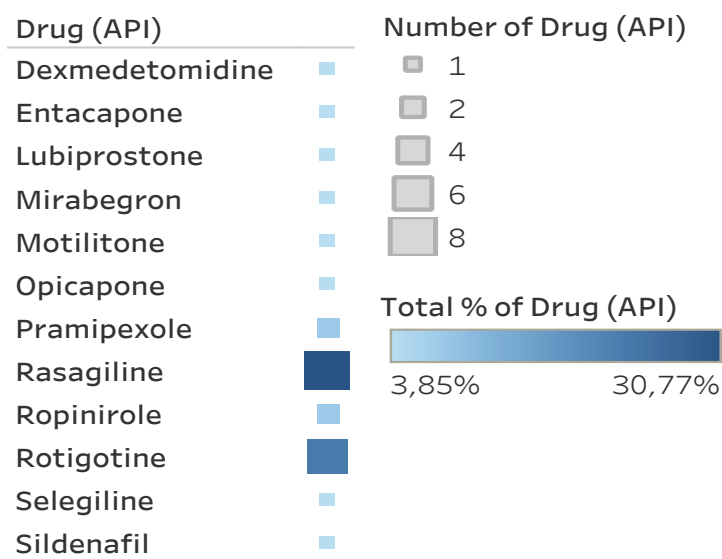 Drug (API)
Dexmedetomidine
Entacapone
Lubiprostone
Mirabegron
Motilitone
Opicapone
Pramipexole
Rasagiline
Ropinirole
Rotigotine
Selegiline
Sildenafil
Number of Drug (API)
1
2
4
6
8
Total % of Drug (API)
3,85% 30,77%